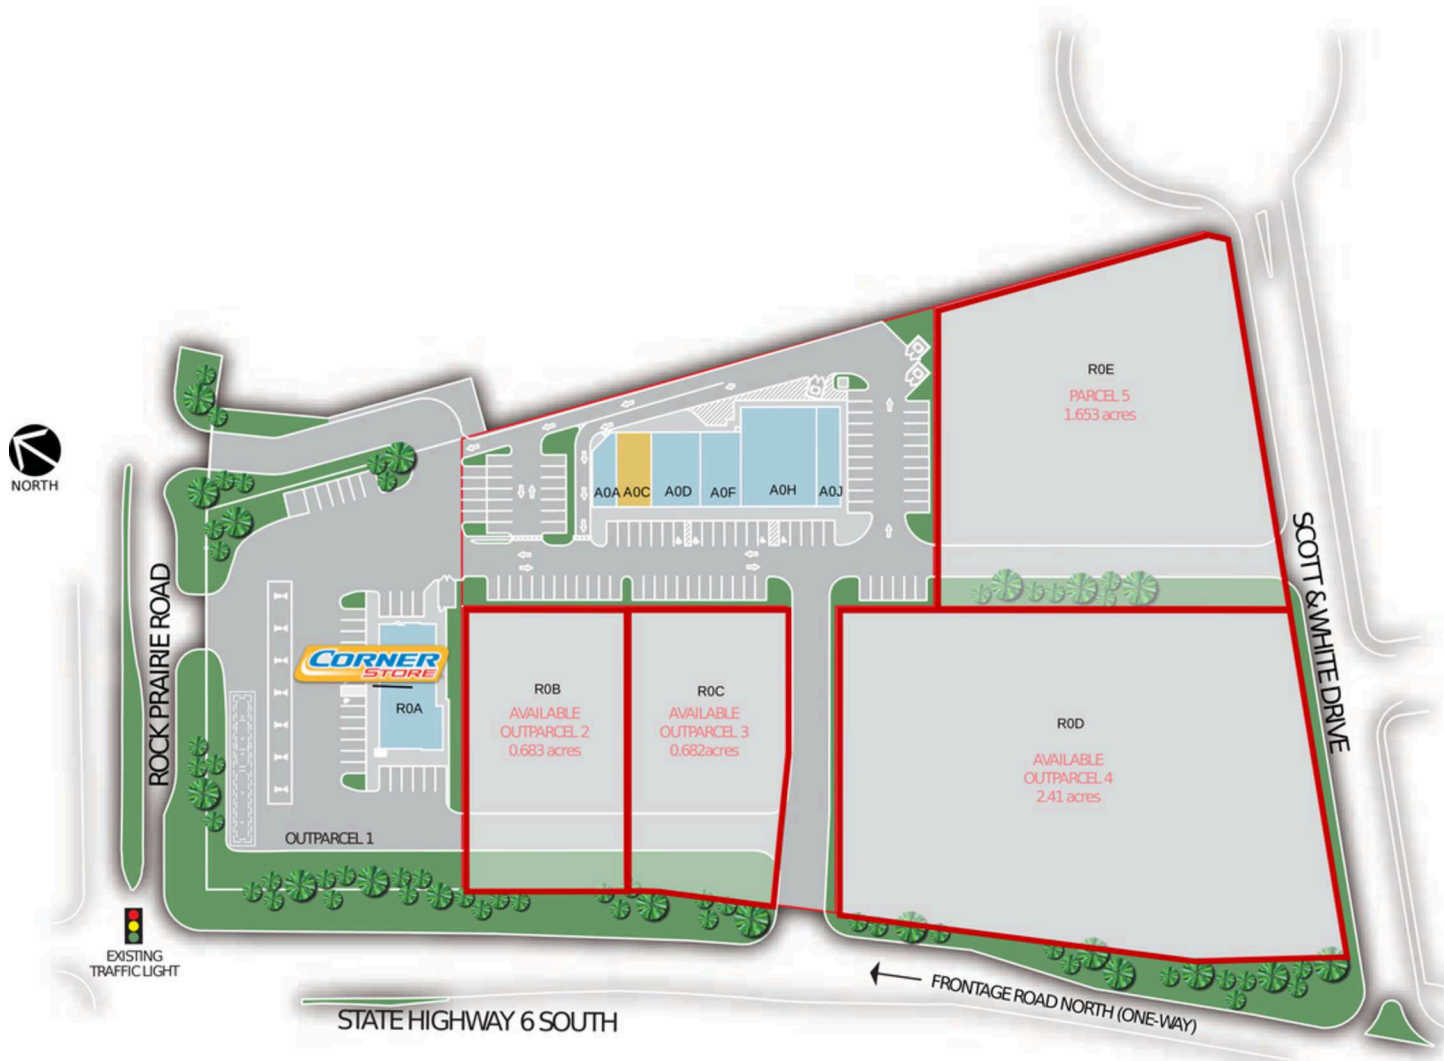 R0E
PARCEL 5
1.653 acres
NORTH
A0A
A0C
A0D
A0F
A0H
A0J
SCOTT & WHITE DRIVE
ROCK PRAIRIE ROAD
CORNER
STORE
R0A
R0B
AVAILABLE
OUTPARCEL 2
0.683 acres
R0C
AVAILABLE
OUTPARCEL 3
0.682acres
R0D
AVAILABLE
OUTPARCEL 4
2.41 acres
OUTPARCEL 1
EXISTING
TRAFFIC LIGHT
FRONTAGE ROAD NORTH (ONE-WAY)
STATE HIGHWAY 6 SOUTH